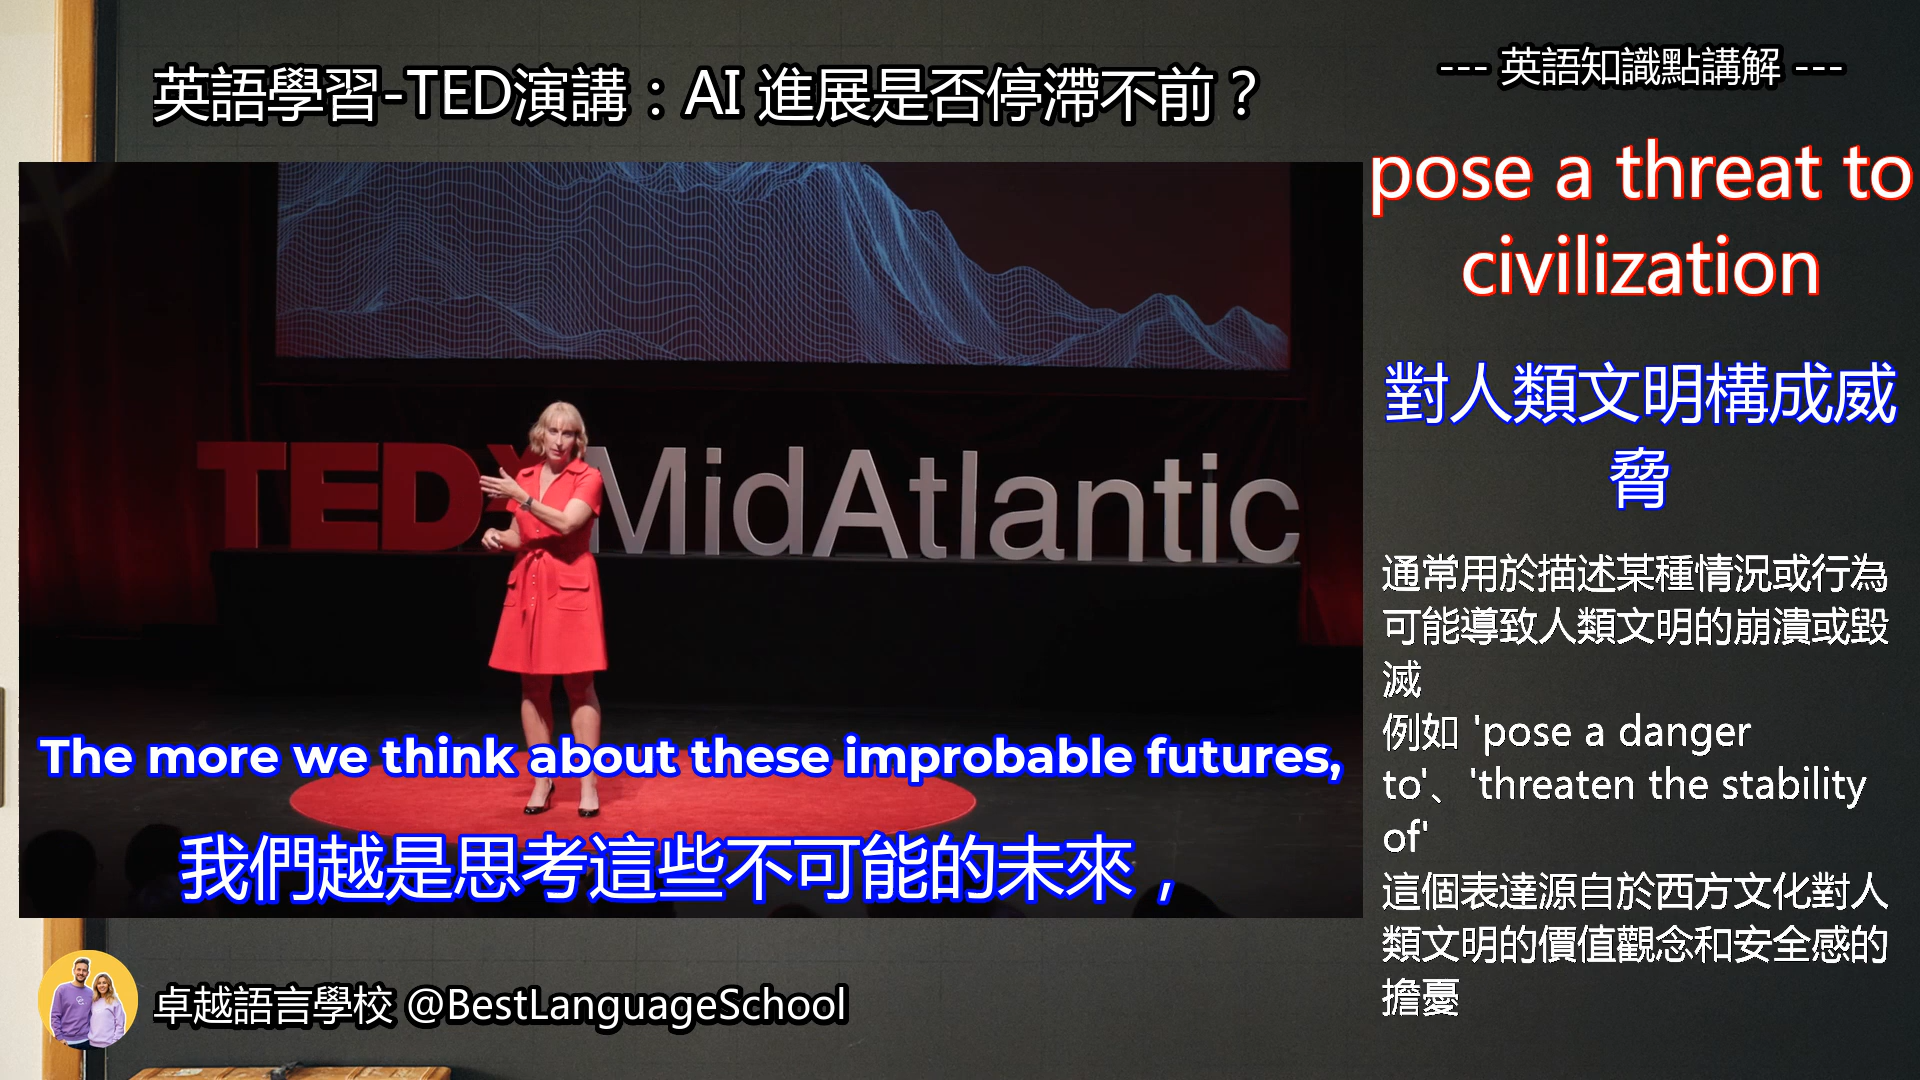 英語學習-TED演講：AI 進展是否停滯不前？
TEDxMidAtlantic
The more we think about these improbable futures,
我們越是思考這些不可能的未來，
卓越語言學校 @BestLanguageSchool
--- 英語知識點講解 ---
pose a threat to
civilization
對人類文明構成威
脅
通常用於描述某種情況或行為
可能導致人類文明的崩潰或毀
滅
例如 'pose a danger
to'、'threaten the stability
of'
這個表達源自於西方文化對人
類文明的價值觀念和安全感的
擔憂